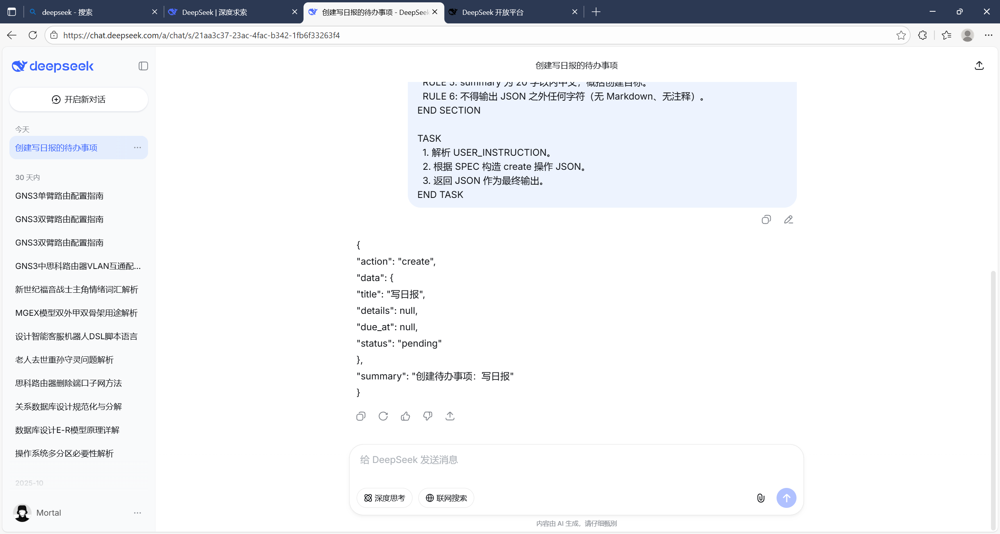 deepseek - 搜索
DeepSeek | 深度求索
创建写日报的待办事项 - DeepSeek
DeepSeek 开放平台
https://chat.deepseek.com/a/chat/s/21aa3c37-23ac-4fac-b342-1fb6f33263f4
deepseek
开启新对话
今天
创建写日报的待办事项
30 天内
GNS3单臂路由配置指南
GNS3双臂路由配置指南
GNS3双臂路由配置指南
GNS3中思科路由器VLAN互通配...
新世纪福音战士主角情绪词汇解析
MGEX模型双外甲双骨架用途解析
设计智能客服机器人DSL脚本语言
老人去世重孙守灵问题解析
思科路由器删除端口子网方法
关系数据库设计规范化与分解
数据库设计E-R模型原理详解
操作系统多分区必要性解析
2025-10
Mortal
创建写日报的待办事项
RULE 5: summary 为 20 字以内中文，概括创建目标。
RULE 6: 不得输出 JSON 之外任何字符（无 Markdown、无注释）。
END SECTION
TASK
1. 解析 USER_INSTRUCTION。
2. 根据 SPEC 构造 create 操作 JSON。
3. 返回 JSON 作为最终输出。
END TASK
{
"action": "create",
"data": {
"title": "写日报",
"details": null,
"due_at": null,
"status": "pending"
},
"summary": "创建待办事项：写日报"
}
给 DeepSeek 发送消息
深度思考
联网搜索
内容由 AI 生成，请仔细甄别